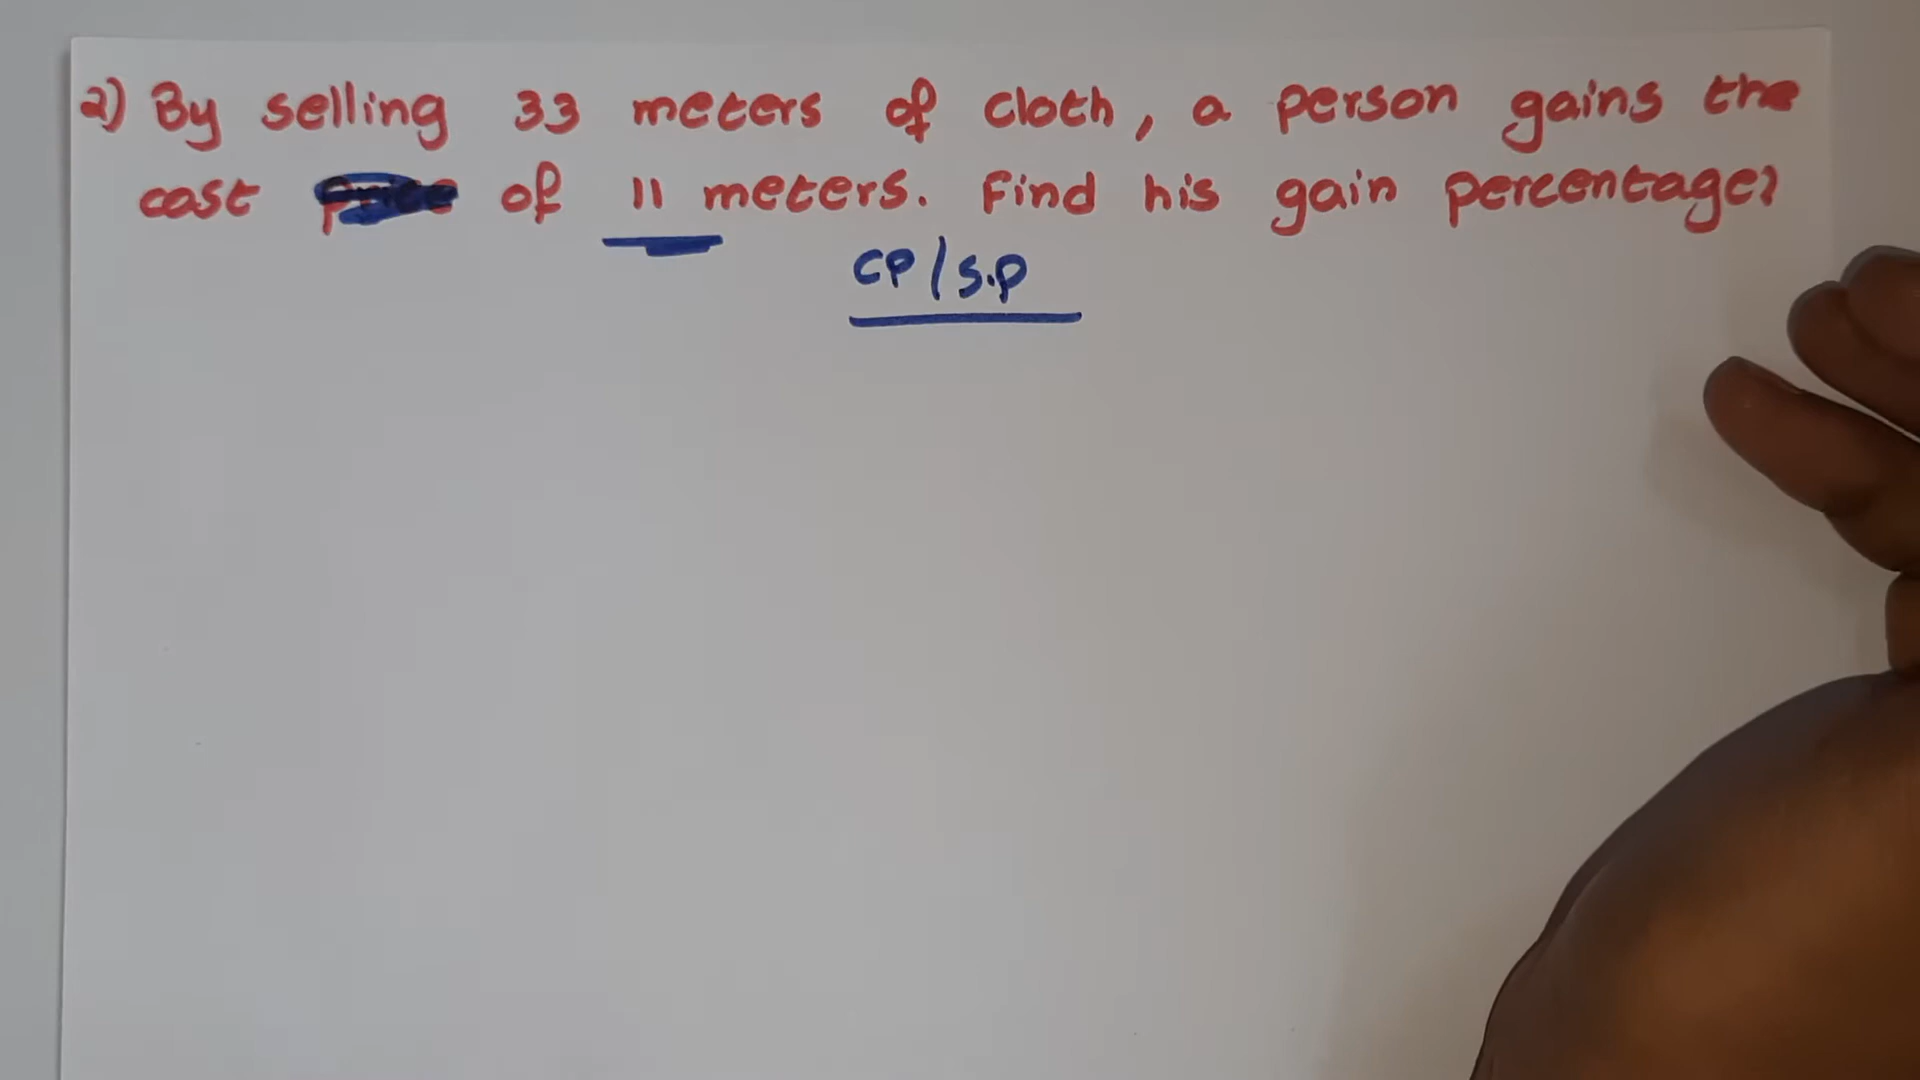 2) By selling 33 meters of cloth, a person gains the
cost of 11 meters. Find his gain percentage?
CP/S.P